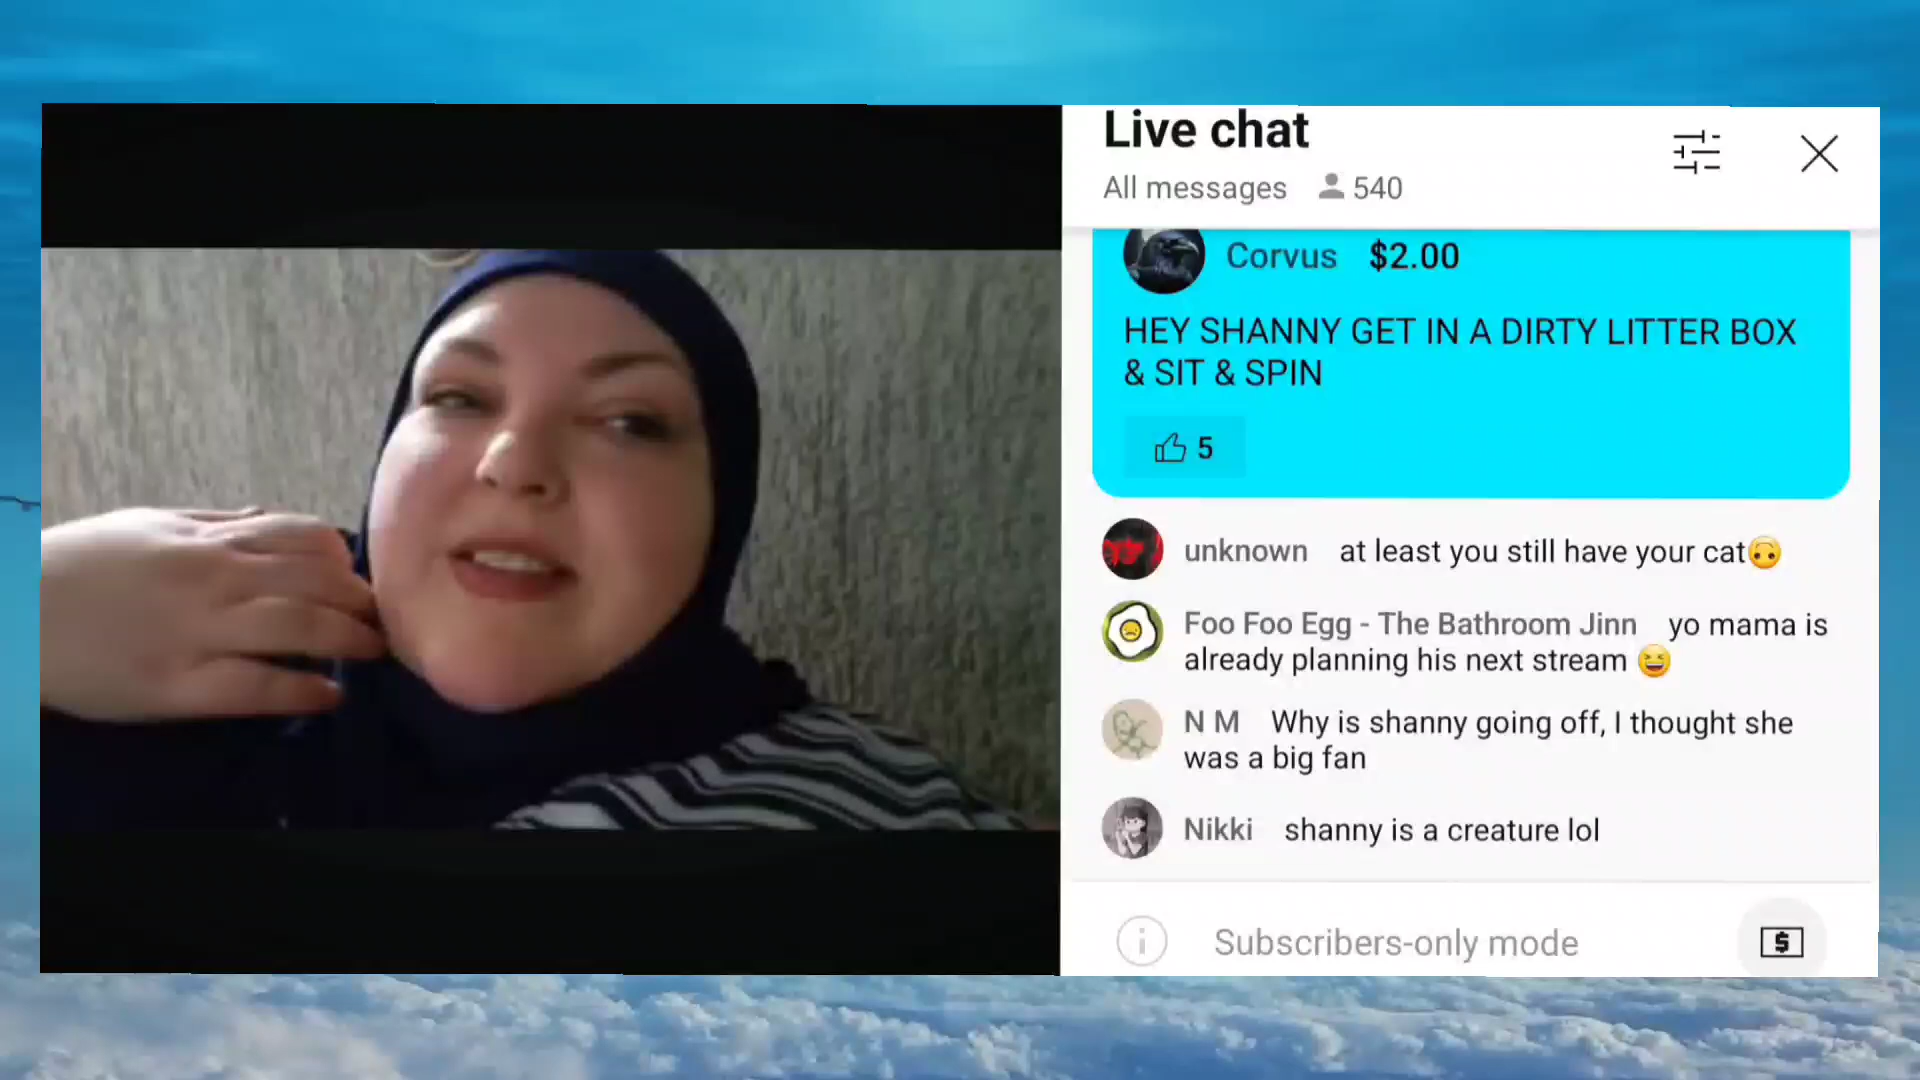 Live chat
All messages 540
Corvus $2.00
HEY SHANNY GET IN A DIRTY LITTER BOX
& SIT & SPIN
5
unknown at least you still have your cat🙃
Foo Foo Egg - The Bathroom Jinn yo mama is
already planning his next stream 😆
N M Why is shanny going off, I thought she
was a big fan
Nikki shanny is a creature lol
Subscribers-only mode